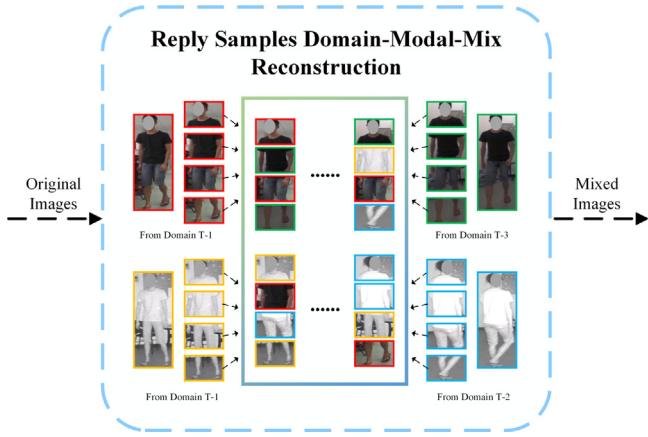 Reply Samples Domain-Modal-Mix
Reconstruction
Original
Images
Mixed
Images
......
From Domain T-1
From Domain T-3
......
From Domain T-1
From Domain T-2